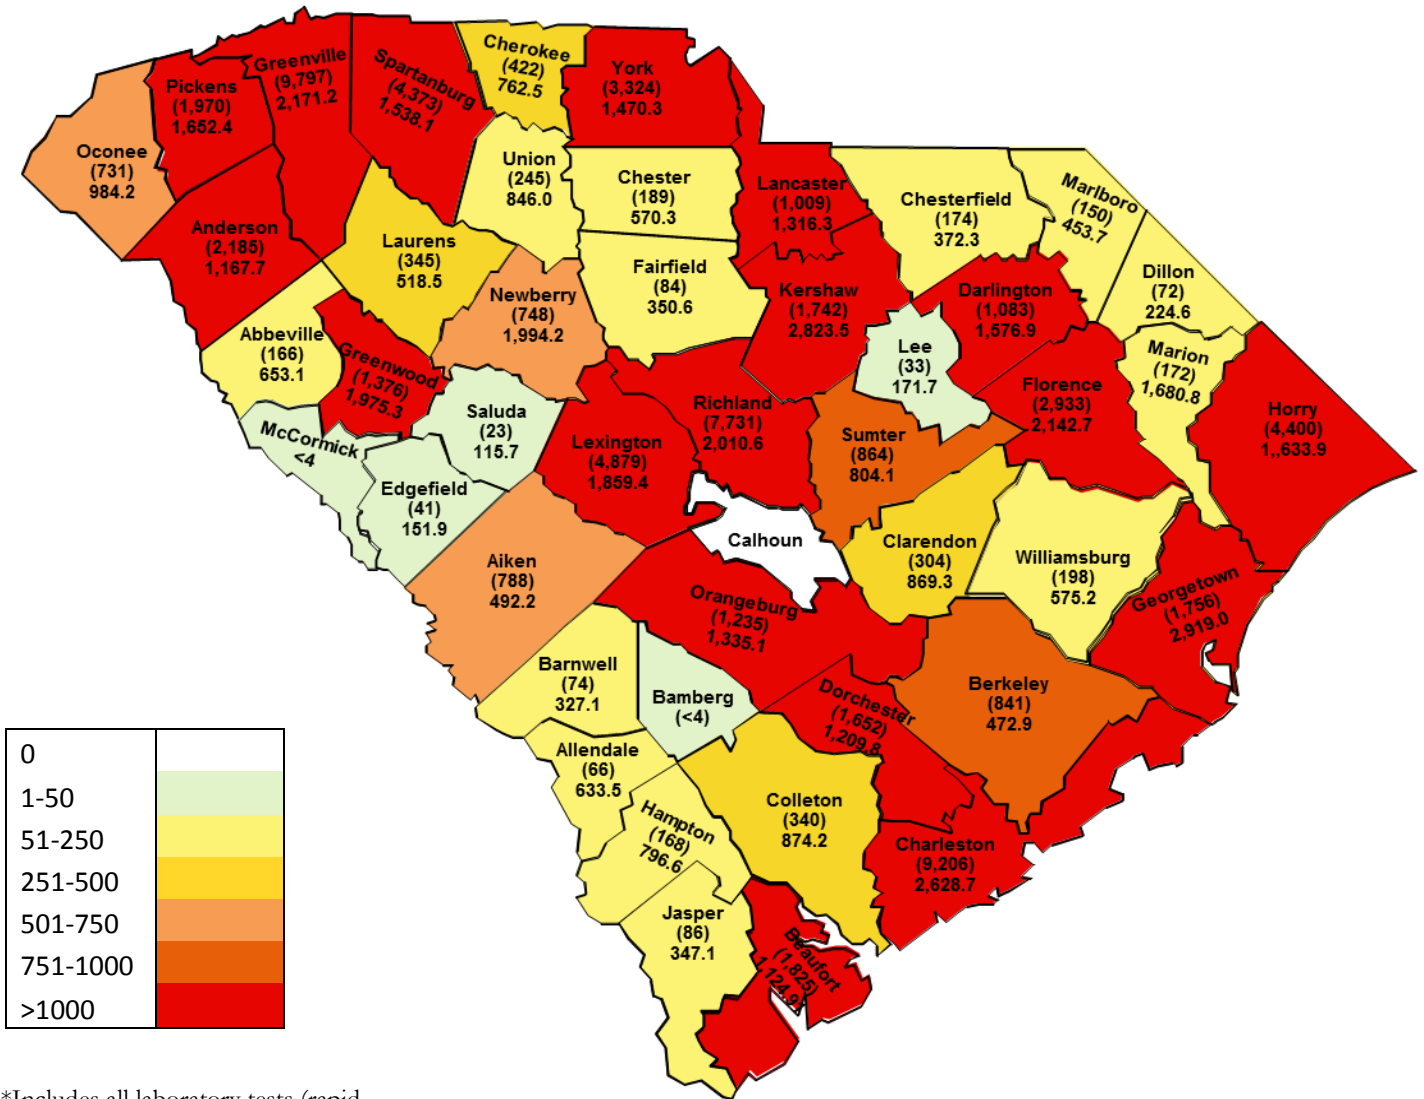 Cherokee
(422)
762.5
York
(3,324)
1,470.3
Greenville
(9,797)
2,171.2
Spartanburg
(4,373)
1,538.1
Pickens
(1,970)
1,652.4
Oconee
(731)
984.2
Union
(245)
846.0
Chester
(189)
570.3
Lancaster
(1,009)
1,316.3
Chesterfield
(174)
372.3
Marlboro
(150)
453.7
Anderson
(2,185)
1,167.7
Laurens
(345)
518.5
Fairfield
(84)
350.6
Kershaw
(1,742)
2,823.5
Darlington
(1,083)
1,576.9
Dillon
(72)
224.6
Newberry
(748)
1,994.2
Abbeville
(166)
653.1
Greenwood
(1,376)
1,975.3
Lee
(33)
171.7
Marion
(172)
1,680.8
Florence
(2,933)
2,142.7
Horry
(4,400)
1,,633.9
Saluda
(23)
115.7
Richland
(7,731)
2,010.6
McCormick
<4
Lexington
(4,879)
1,859.4
Sumter
(864)
804.1
Edgefield
(41)
151.9
Calhoun
Clarendon
(304)
869.3
Williamsburg
(198)
575.2
Aiken
(788)
492.2
Orangeburg
(1,235)
1,335.1
Georgetown
(1,756)
2,919.0
Barnwell
(74)
327.1
Bamberg
(<4)
Dorchester
(1,652)
1,209.8
Berkeley
(841)
472.9
Allendale
(66)
633.5
Hampton
(168)
796.6
Colleton
(340)
874.2
Charleston
(9,206)
2,628.7
Jasper
(86)
347.1
Beaufort
(1,825)
1,124.9
0
1-50
51-250
251-500
501-750
751-1000
>1000
*Includes all laboratory tests (rapid